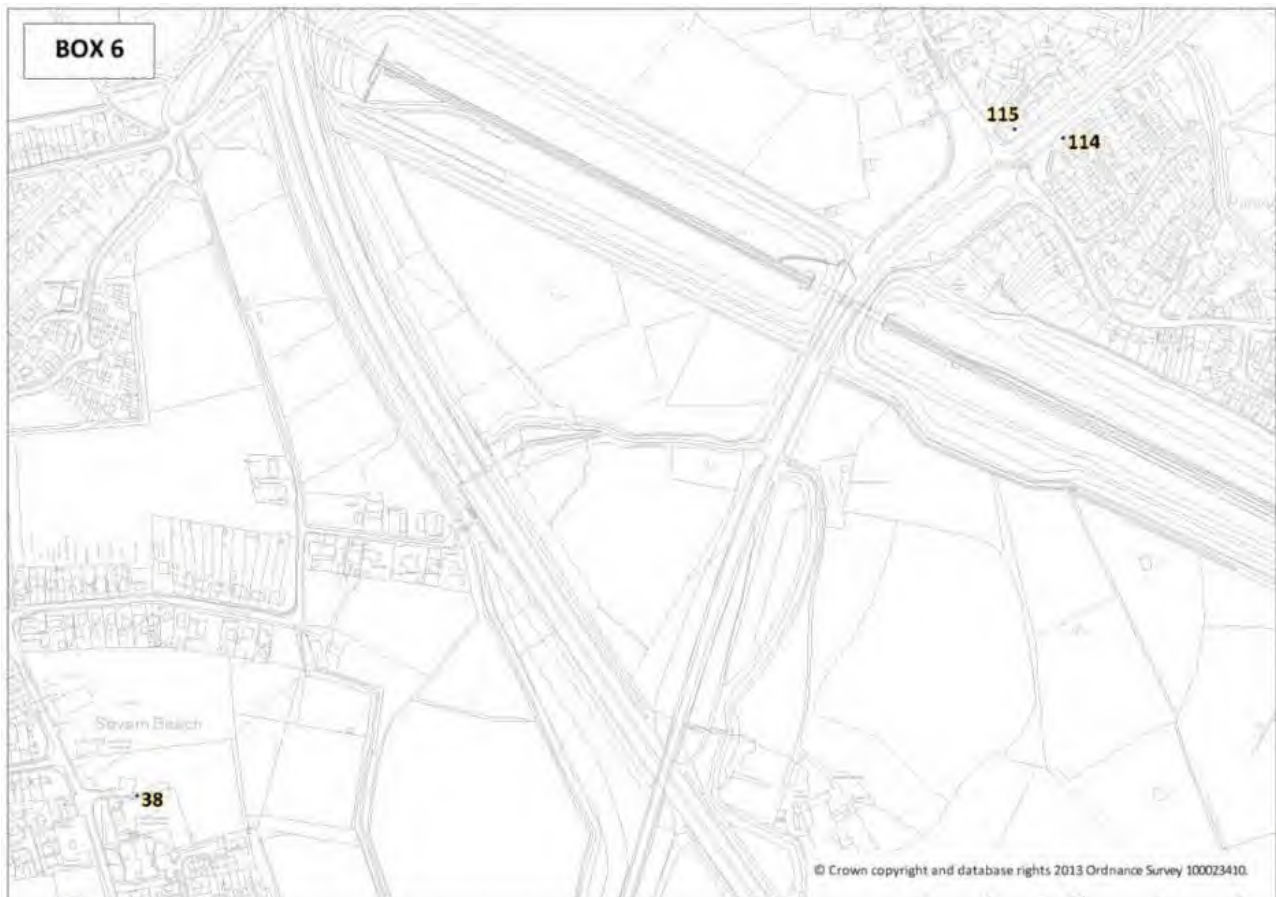 BOX 6
115
114
Severn Beach
38
© Crown copyright and database rights 2013 Ordnance Survey 100023410.